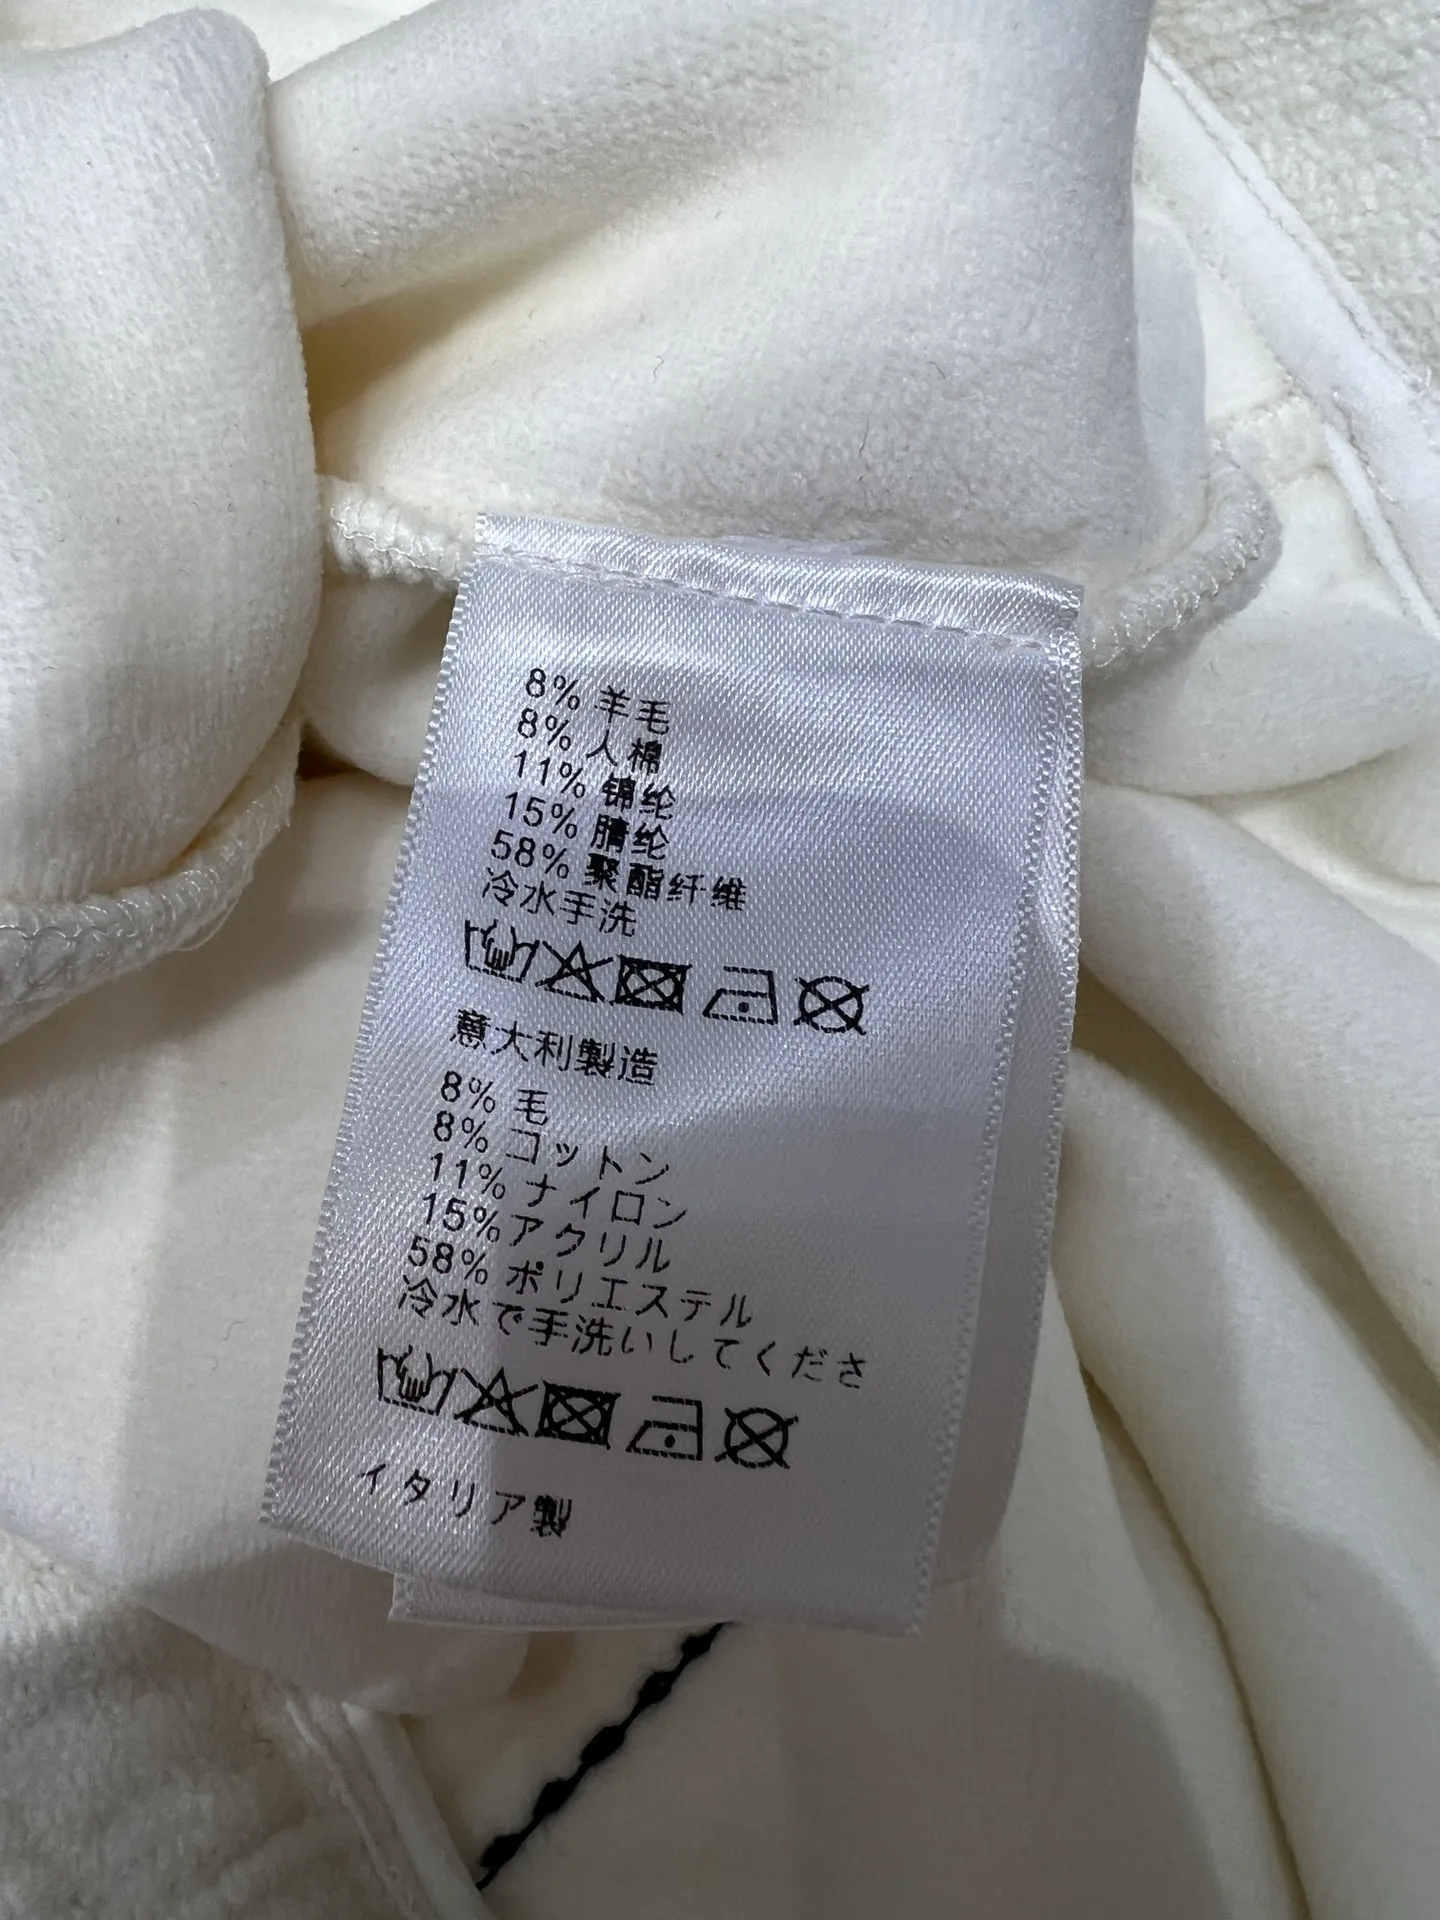 8% 羊毛
8% 人棉
11% 锦纶
15% 腈纶
58% 聚酯纤维
冷水手洗
意大利製造
8% 毛
8% コットン
11% ナイロン
15% アクリル
58% ポリエステル
冷水で手洗いしてくださ
イタリア製